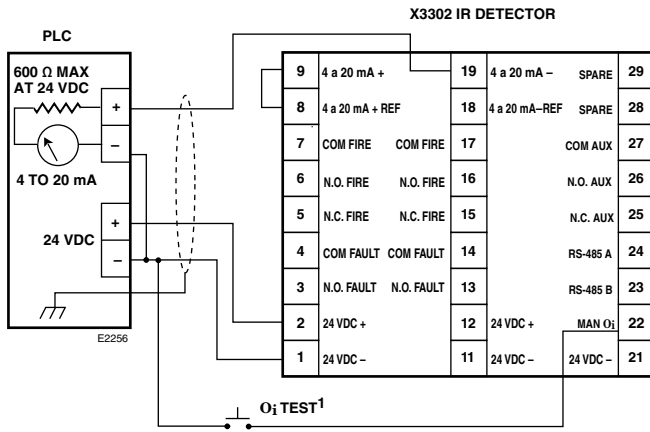 X3302 IR DETECTOR
PLC
600 Ω MAX
AT 24 VDC
+
–
4 TO 20 mA
24 VDC
+
–
E2256
9 4 a 20 mA + 19 4 a 20 mA – SPARE 29
8 4 a 20 mA + REF 18 4 a 20 mA–REF SPARE 28
7 COM FIRE COM FIRE 17 COM AUX 27
6 N.O. FIRE N.O. FIRE 16 N.O. AUX 26
5 N.C. FIRE N.C. FIRE 15 N.C. AUX 25
4 COM FAULT COM FAULT 14 RS-485 A 24
3 N.O. FAULT N.O. FAULT 13 RS-485 B 23
2 24 VDC + 12 24 VDC + MAN Oi 22
1 24 VDC – 11 24 VDC – 24 VDC – 21
Oi TEST1